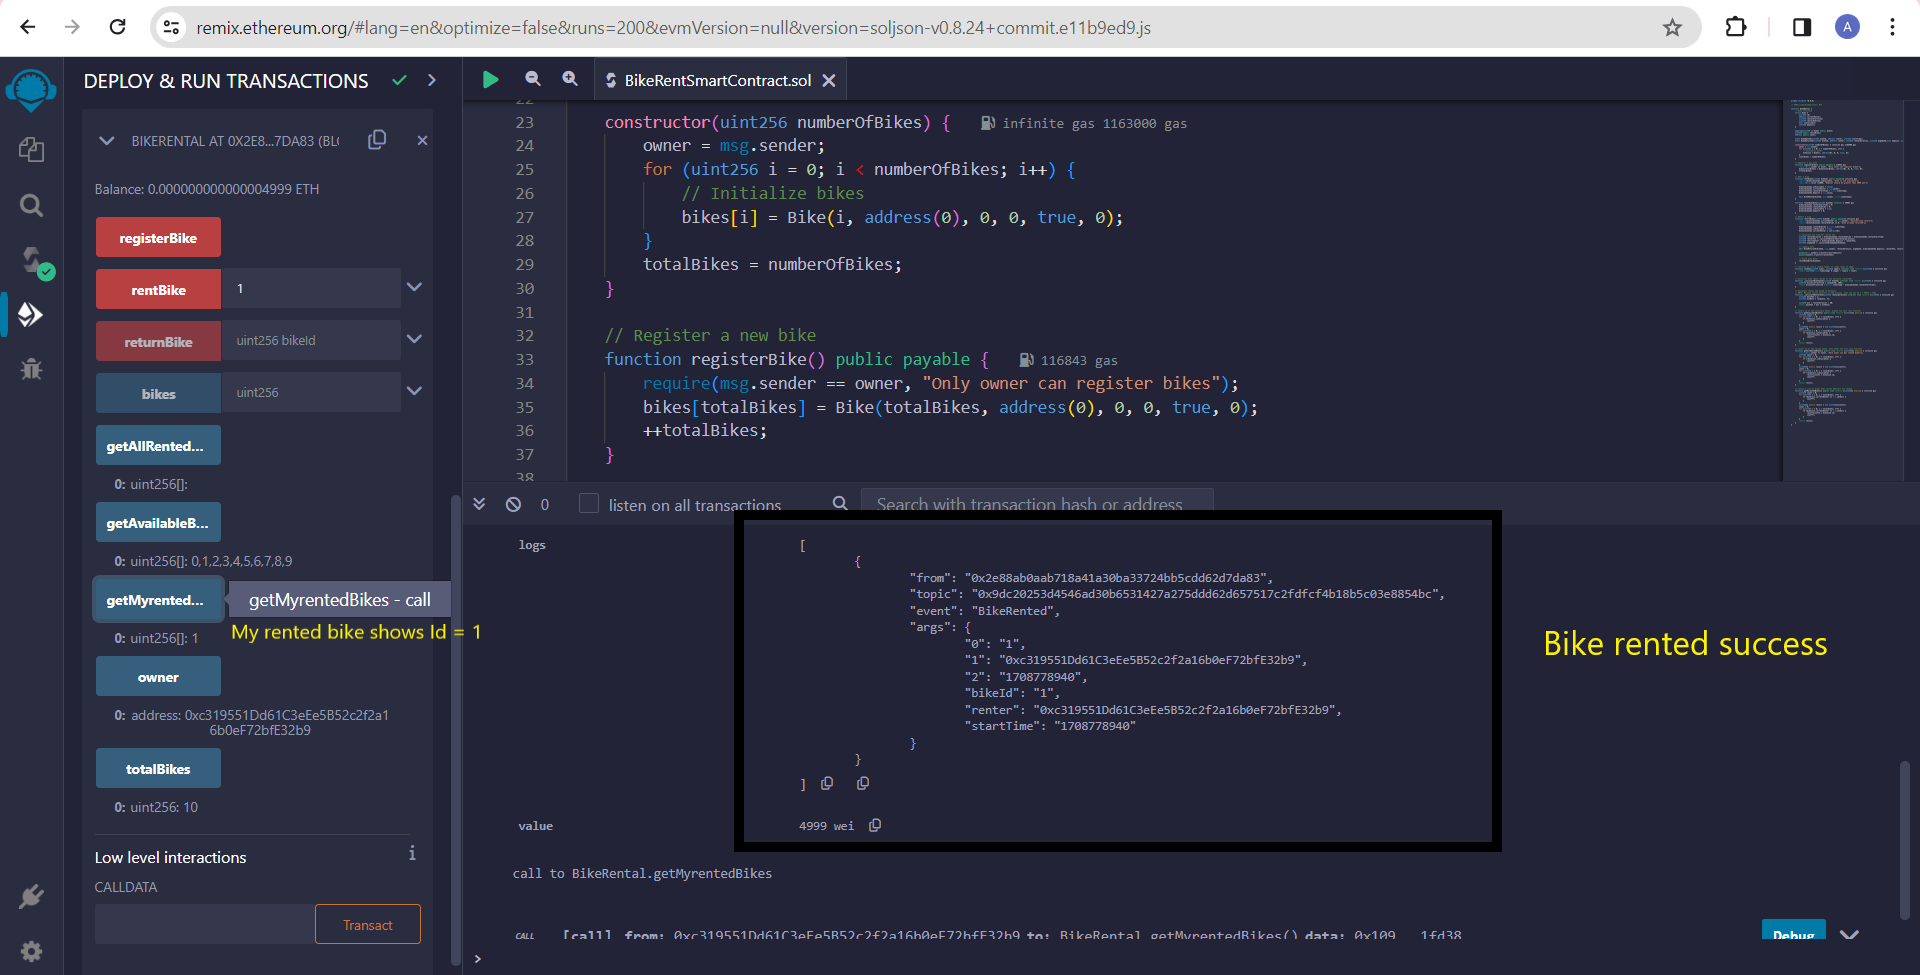 remix.ethereum.org/#lang=en&optimize=false&runs=200&evmVersion=null&version=soljson-v0.8.24+commit.e11b9ed9.js
A
DEPLOY & RUN TRANSACTIONS
BIKERENTAL AT 0X2E8...7DA83 (BLO
Balance: 0.000000000000004999 ETH
registerBike
rentBike 1
returnBike uint256 bikeId
bikes uint256
getAllRented...
0: uint256[]:
getAvailableB...
0: uint256[]: 0,1,2,3,4,5,6,7,8,9
getMyrented... getMyrentedBikes - call
0: uint256[]: 1 My rented bike shows Id = 1
owner
0: address: 0xc319551Dd61C3eEe5B52c2f2a1
6b0eF72bfE32b9
totalBikes
0: uint256: 10
Low level interactions
CALLDATA
Transact
BikeRentSmartContract.sol
22
23 constructor(uint256 numberOfBikes) { infinite gas 1163000 gas
24 owner = msg.sender;
25 for (uint256 i = 0; i < numberOfBikes; i++) {
26 // Initialize bikes
27 bikes[i] = Bike(i, address(0), 0, 0, true, 0);
28 }
29 totalBikes = numberOfBikes;
30 }
31
32 // Register a new bike
33 function registerBike() public payable { 116843 gas
34 require(msg.sender == owner, "Only owner can register bikes");
35 bikes[totalBikes] = Bike(totalBikes, address(0), 0, 0, true, 0);
36 ++totalBikes;
37 }
38
0 listen on all transactions Search with transaction hash or address
logs [
{
"from": "0x2e88ab0aab718a41a30ba33724bb5cdd62d7da83",
"topic": "0x9dc20253d4546ad30b6531427a275ddd62d657517c2fdfcf4b18b5c03e8854bc",
"event": "BikeRented",
"args": {
"0": "1",
"1": "0xc319551Dd61C3eEe5B52c2f2a16b0eF72bfE32b9",
"2": "1708778940",
"bikeId": "1",
"renter": "0xc319551Dd61C3eEe5B52c2f2a16b0eF72bfE32b9",
"startTime": "1708778940"
}
}
]
Bike rented success
value 4999 wei
call to BikeRental.getMyrentedBikes
CALL [call] from: 0xc319551Dd61C3eEe5B52c2f2a16b0eF72bfE32b9 to: BikeRental.getMyrentedBikes() data: 0x109...1fd38
Debug
>